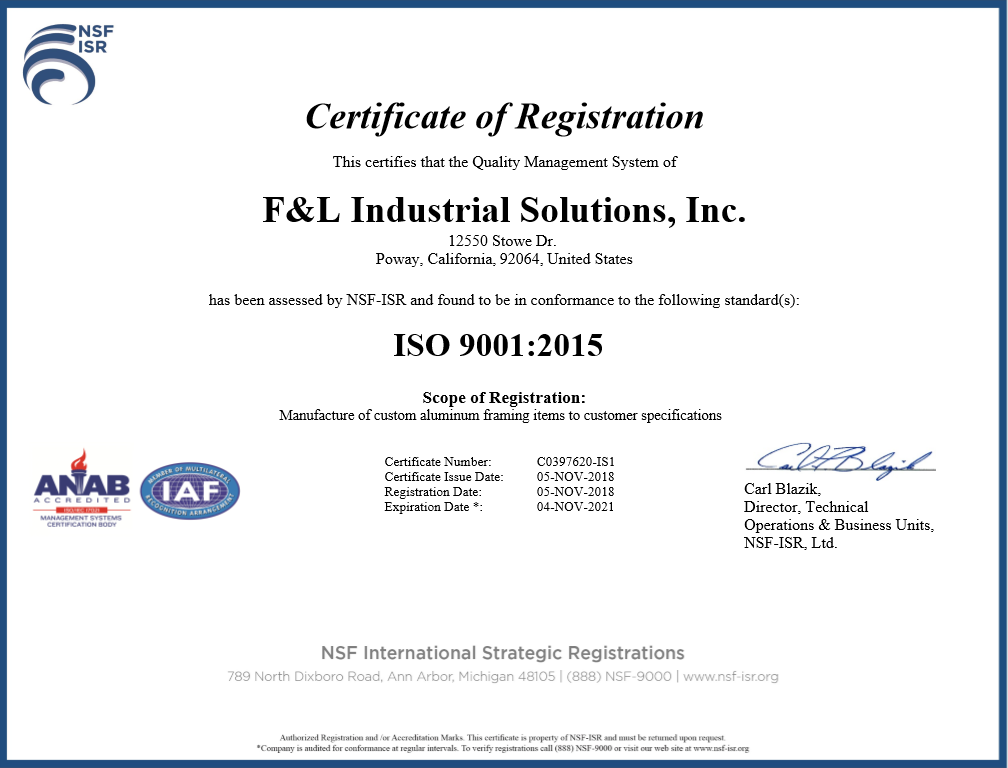 NSF
ISR
Certificate of Registration
This certifies that the Quality Management System of
F&L Industrial Solutions, Inc.
12550 Stowe Dr.
Poway, California, 92064, United States
has been assessed by NSF-ISR and found to be in conformance to the following standard(s):
ISO 9001:2015
Scope of Registration:
Manufacture of custom aluminum framing items to customer specifications
ANAB
ACCREDITED
MANAGEMENT SYSTEMS
CERTIFICATION BODY
MEMBER OF MULTILATERAL
IAF
RECOGNITION ARRANGEMENT
Certificate Number: C0397620-IS1
Certificate Issue Date: 05-NOV-2018
Registration Date: 05-NOV-2018
Expiration Date *: 04-NOV-2021
Carl Blazik
Carl Blazik,
Director, Technical
Operations & Business Units,
NSF-ISR, Ltd.
NSF International Strategic Registrations
789 North Dixboro Road, Ann Arbor, Michigan 48105 | (888) NSF-9000 | www.nsf-isr.org
Authorized Registration and /or Accreditation Marks. This certificate is property of NSF-ISR and must be returned upon request.
*Company is audited for conformance at regular intervals. To verify registrations call (888) NSF-9000 or visit our web site at www.nsf-isr.org